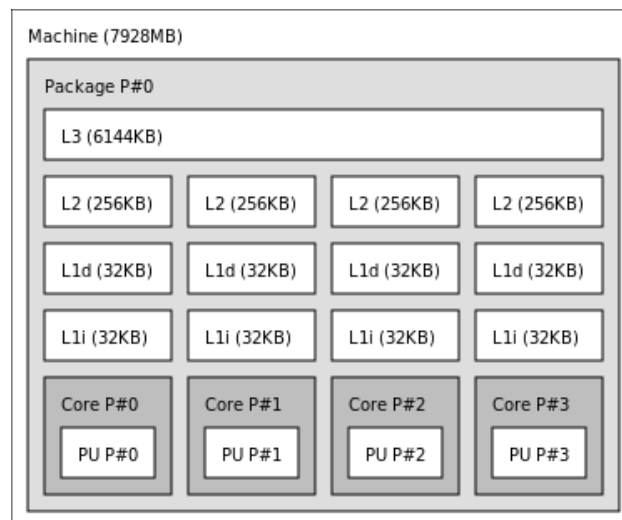 Machine (7928MB)
Package P#0
L3 (6144KB)
L2 (256KB) L2 (256KB) L2 (256KB) L2 (256KB)
L1d (32KB) L1d (32KB) L1d (32KB) L1d (32KB)
L1i (32KB) L1i (32KB) L1i (32KB) L1i (32KB)
Core P#0 Core P#1 Core P#2 Core P#3
PU P#0 PU P#1 PU P#2 PU P#3